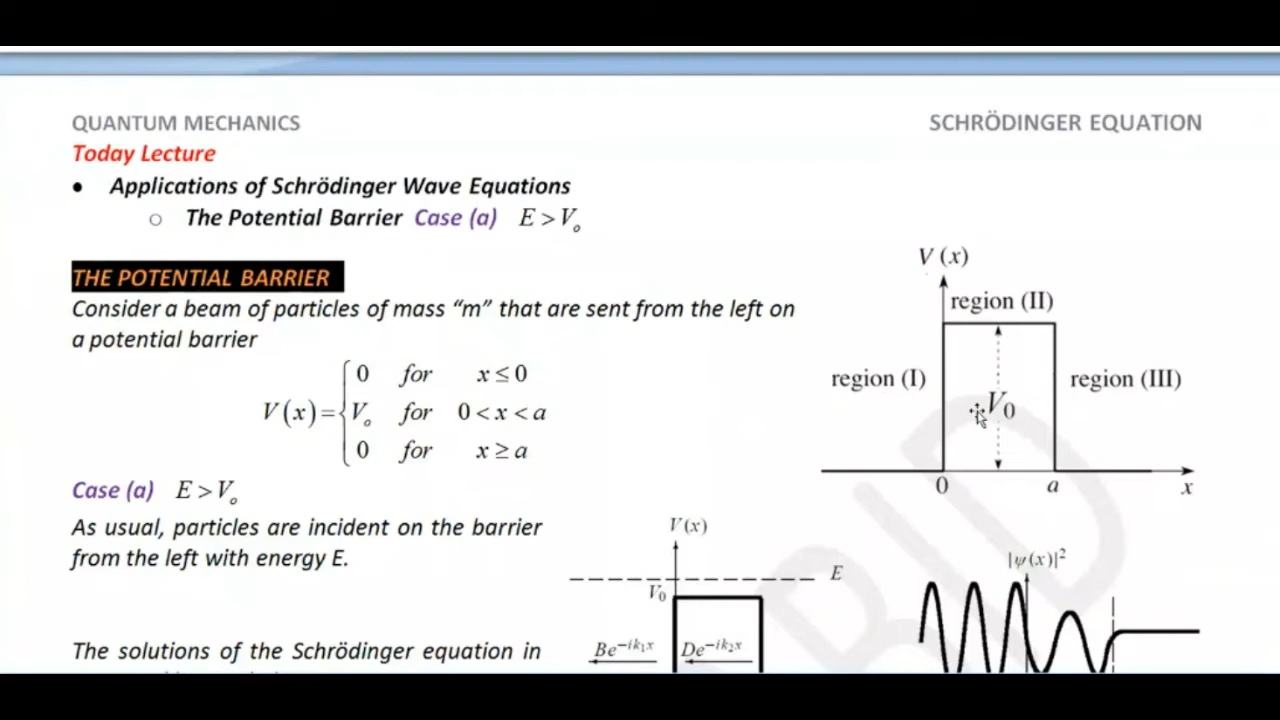 QUANTUM MECHANICS
SCHRÖDINGER EQUATION
Today Lecture
• Applications of Schrödinger Wave Equations
○ The Potential Barrier Case (a) E > Vₒ
THE POTENTIAL BARRIER
Consider a beam of particles of mass “m” that are sent from the left on
a potential barrier
V(x) = { 0 for x ≤ 0
Vₒ for 0 < x < a
0 for x ≥ a
V (x)
region (II)
region (I)
region (III)
V₀
0
a
x
Case (a) E > Vₒ
As usual, particles are incident on the barrier
from the left with energy E.
V(x)
E
V₀
Be^{−ik₁x}
De^{−ik₂x}
|ψ(x)|²
The solutions of the Schrödinger equation in